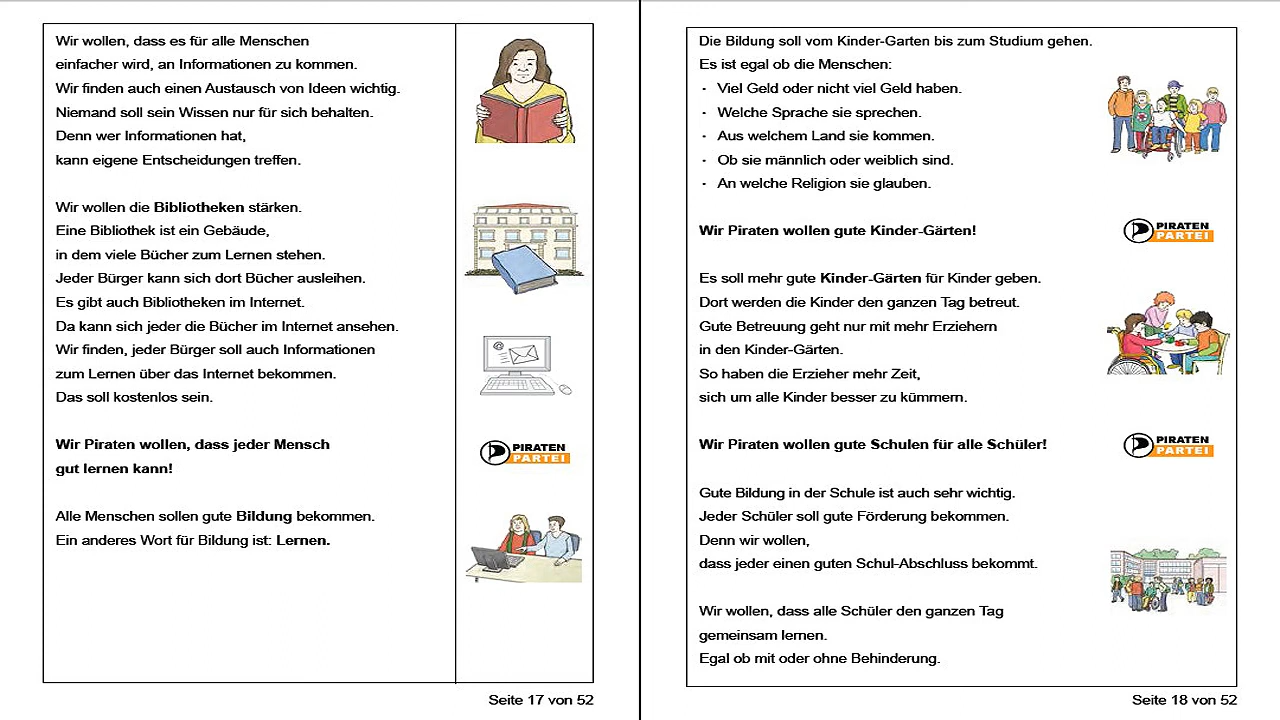 Wir wollen, dass es für alle Menschen
einfacher wird, an Informationen zu kommen.
Wir finden auch einen Austausch von Ideen wichtig.
Niemand soll sein Wissen nur für sich behalten.
Denn wer Informationen hat,
kann eigene Entscheidungen treffen.
Wir wollen die Bibliotheken stärken.
Eine Bibliothek ist ein Gebäude,
in dem viele Bücher zum Lernen stehen.
Jeder Bürger kann sich dort Bücher ausleihen.
Es gibt auch Bibliotheken im Internet.
Da kann sich jeder die Bücher im Internet ansehen.
Wir finden, jeder Bürger soll auch Informationen
zum Lernen über das Internet bekommen.
Das soll kostenlos sein.
Wir Piraten wollen, dass jeder Mensch
gut lernen kann!
PIRATEN
PARTEI
Alle Menschen sollen gute Bildung bekommen.
Ein anderes Wort für Bildung ist: Lernen.
Seite 17 von 52
Die Bildung soll vom Kinder-Garten bis zum Studium gehen.
Es ist egal ob die Menschen:
· Viel Geld oder nicht viel Geld haben.
· Welche Sprache sie sprechen.
· Aus welchem Land sie kommen.
· Ob sie männlich oder weiblich sind.
· An welche Religion sie glauben.
Wir Piraten wollen gute Kinder-Gärten!
PIRATEN
PARTEI
Es soll mehr gute Kinder-Gärten für Kinder geben.
Dort werden die Kinder den ganzen Tag betreut.
Gute Betreuung geht nur mit mehr Erziehern
in den Kinder-Gärten.
So haben die Erzieher mehr Zeit,
sich um alle Kinder besser zu kümmern.
Wir Piraten wollen gute Schulen für alle Schüler!
PIRATEN
PARTEI
Gute Bildung in der Schule ist auch sehr wichtig.
Jeder Schüler soll gute Förderung bekommen.
Denn wir wollen,
dass jeder einen guten Schul-Abschluss bekommt.
Wir wollen, dass alle Schüler den ganzen Tag
gemeinsam lernen.
Egal ob mit oder ohne Behinderung.
Seite 18 von 52